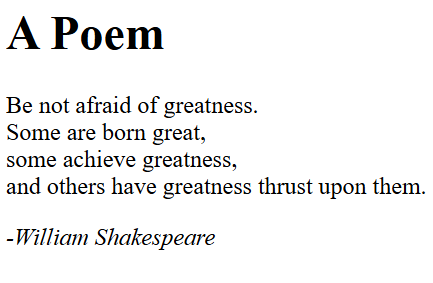 A Poem
Be not afraid of greatness.
Some are born great,
some achieve greatness,
and others have greatness thrust upon them.
-William Shakespeare